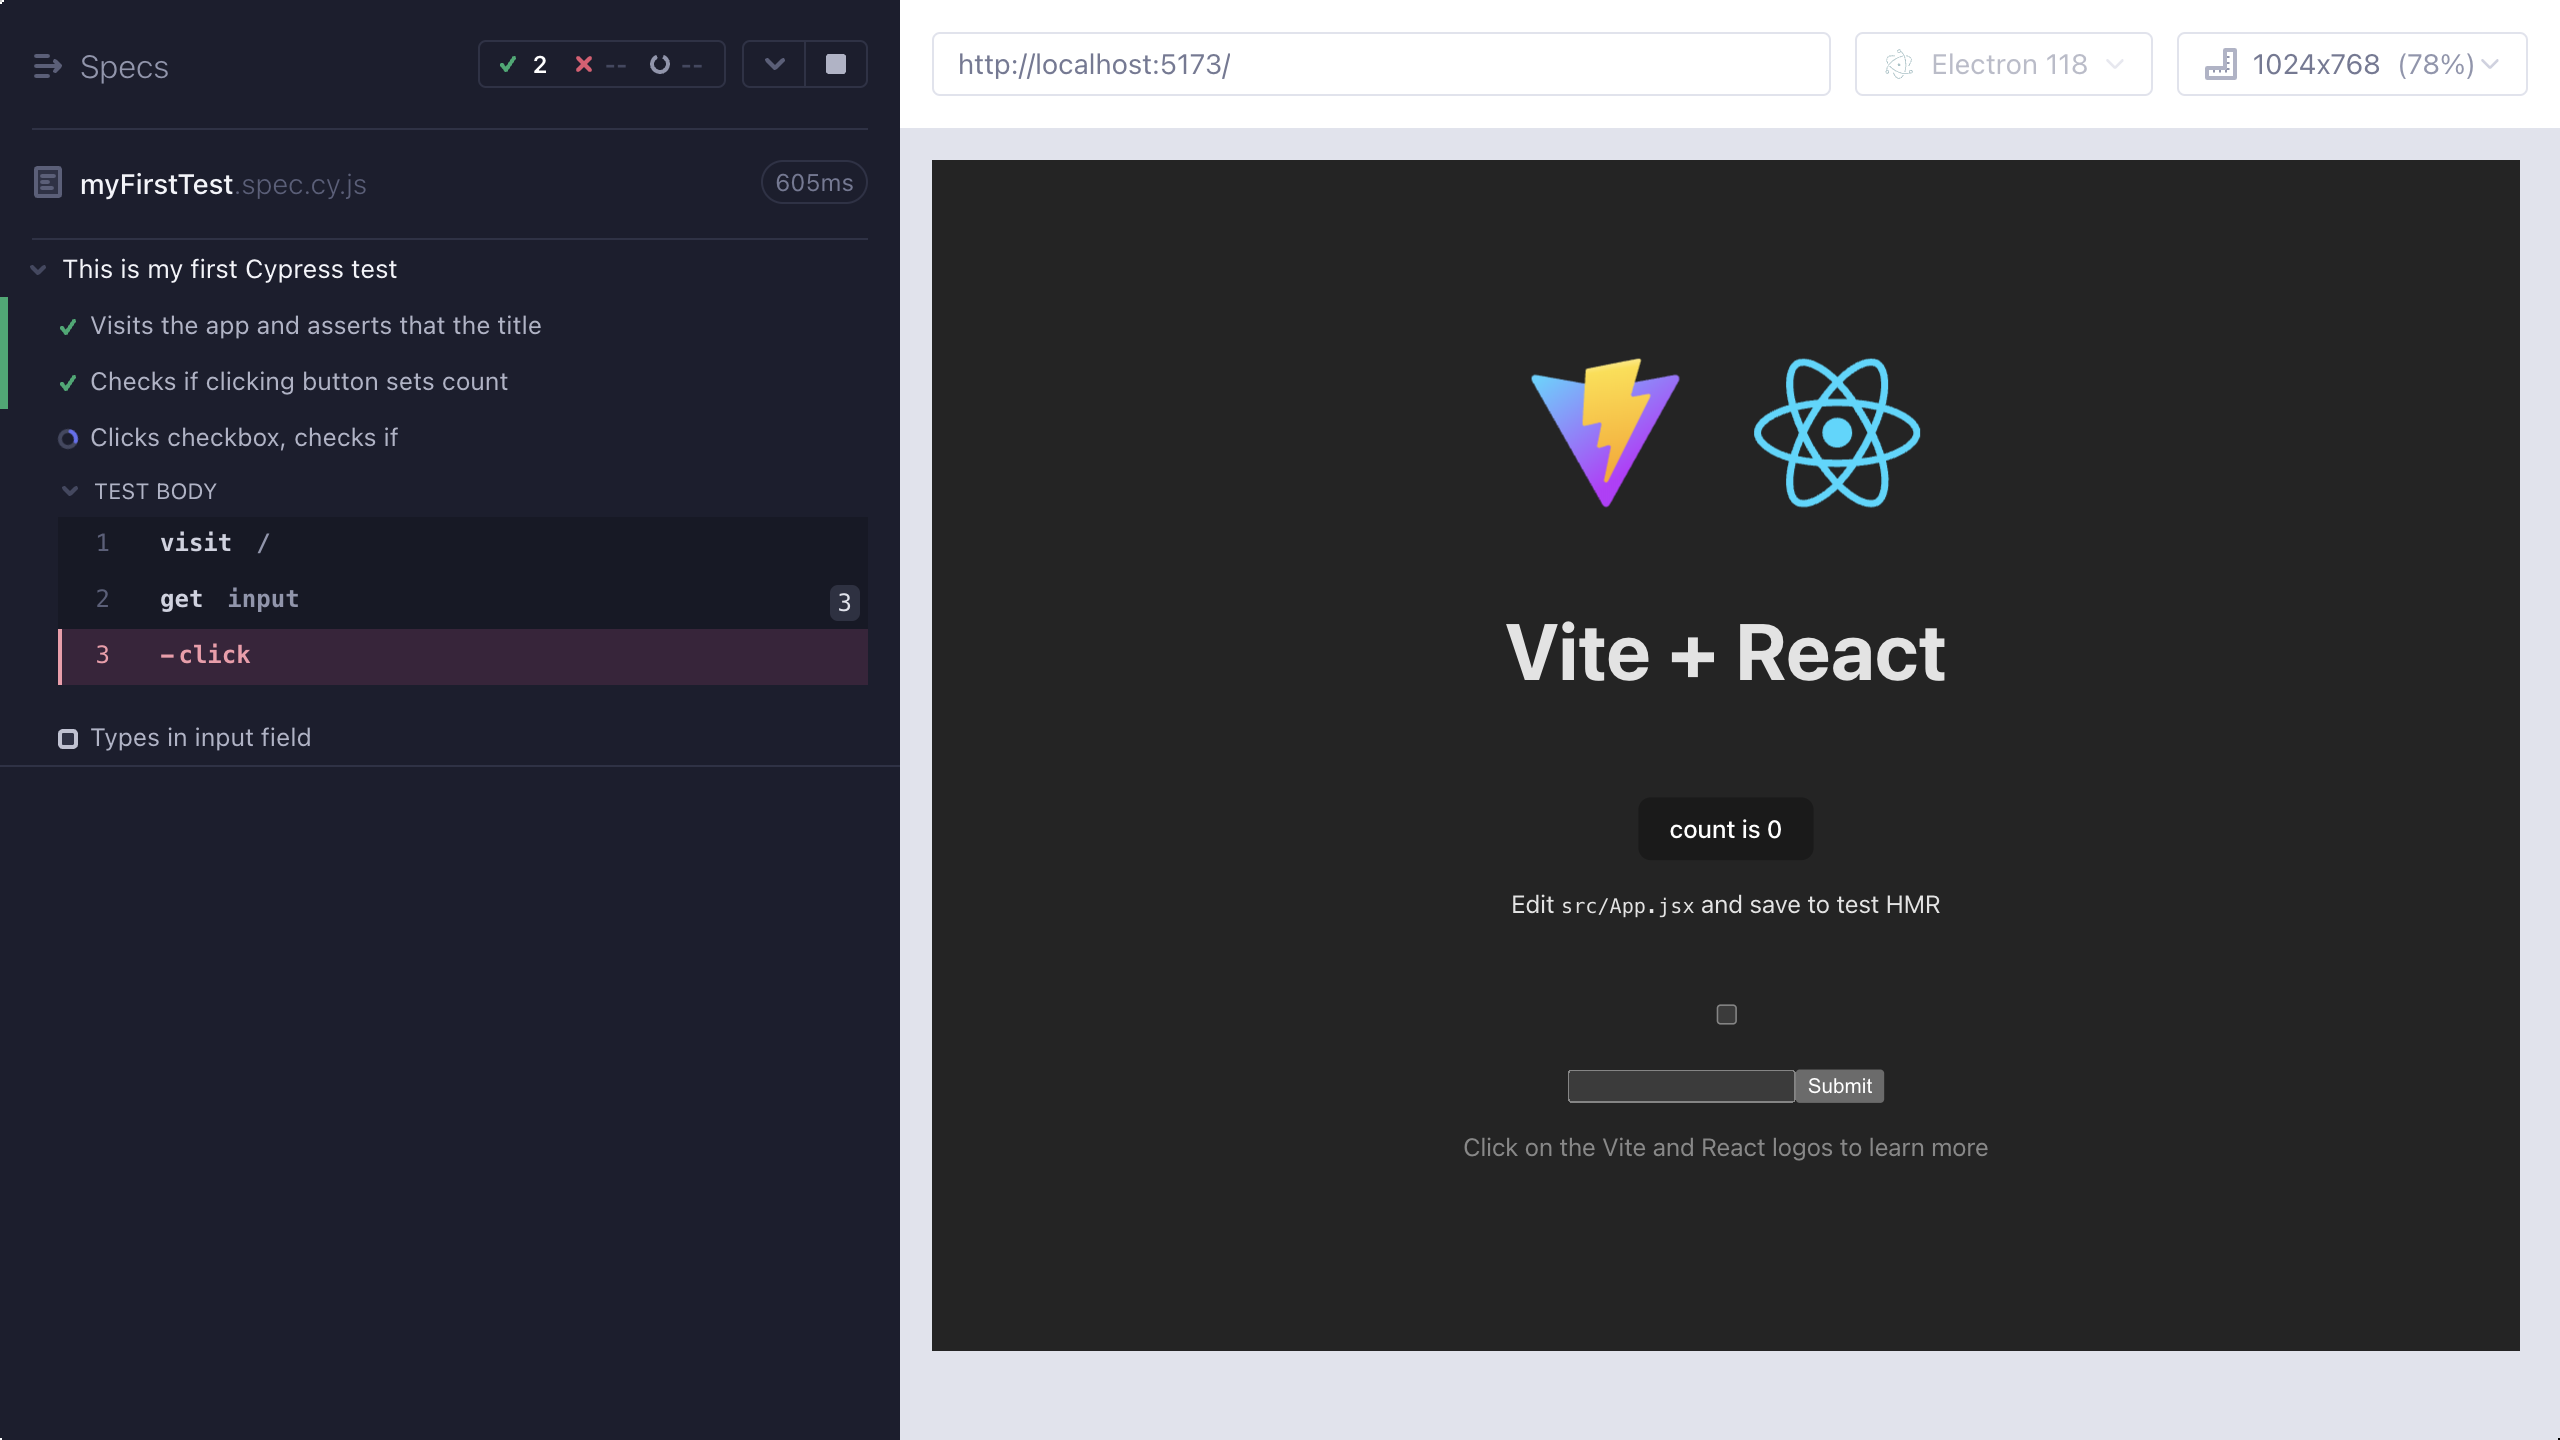 Specs
2 -- --
myFirstTest.spec.cy.js 605ms
This is my first Cypress test
Visits the app and asserts that the title
Checks if clicking button sets count
Clicks checkbox, checks if
TEST BODY
1 visit /
2 get input 3
3 -click
Types in input field
http://localhost:5173/ Electron 118 1024x768 (78%)
Vite + React
count is 0
Edit src/App.jsx and save to test HMR
Submit
Click on the Vite and React logos to learn more